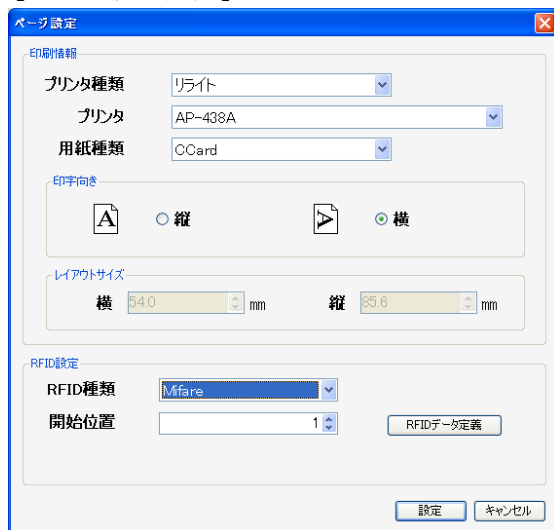 ページ設定
印刷情報
プリンタ種類 リライト
プリンタ AP-438A
用紙種類 CCard
印字向き
A 縦 A 横
レイアウトサイズ
横 54.0 mm 縦 85.6 mm
RFID設定
RFID種類 Mifare
開始位置 1 RFIDデータ定義
設定 キャンセル